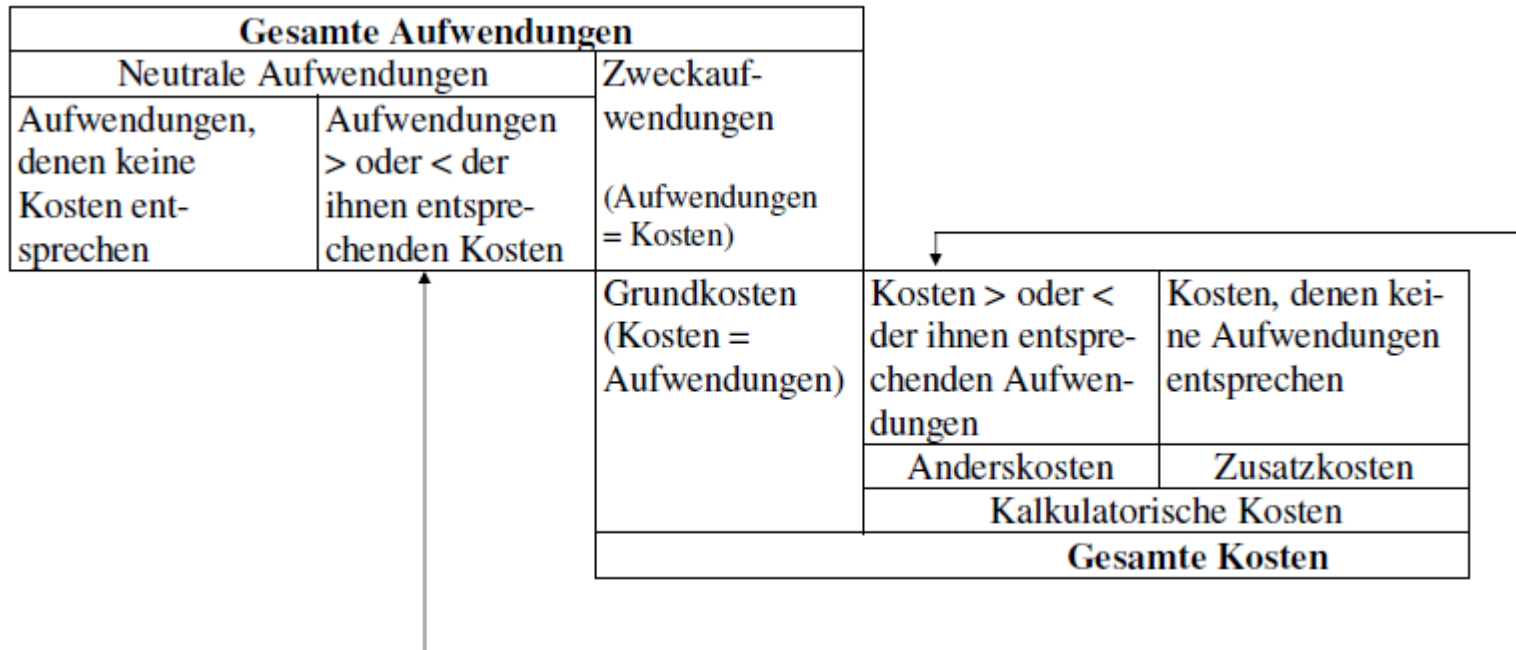 Gesamte Aufwendungen
Neutrale Aufwendungen
Aufwendungen,
denen keine
Kosten ent-
sprechen
Aufwendungen
> oder < der
ihnen entspre-
chenden Kosten
Zweckauf-
wendungen
(Aufwendungen
= Kosten)
Grundkosten
(Kosten =
Aufwendungen)
Kosten > oder <
der ihnen entspre-
chenden Aufwen-
dungen
Kosten, denen kei-
ne Aufwendungen
entsprechen
Anderskosten
Zusatzkosten
Kalkulatorische Kosten
Gesamte Kosten